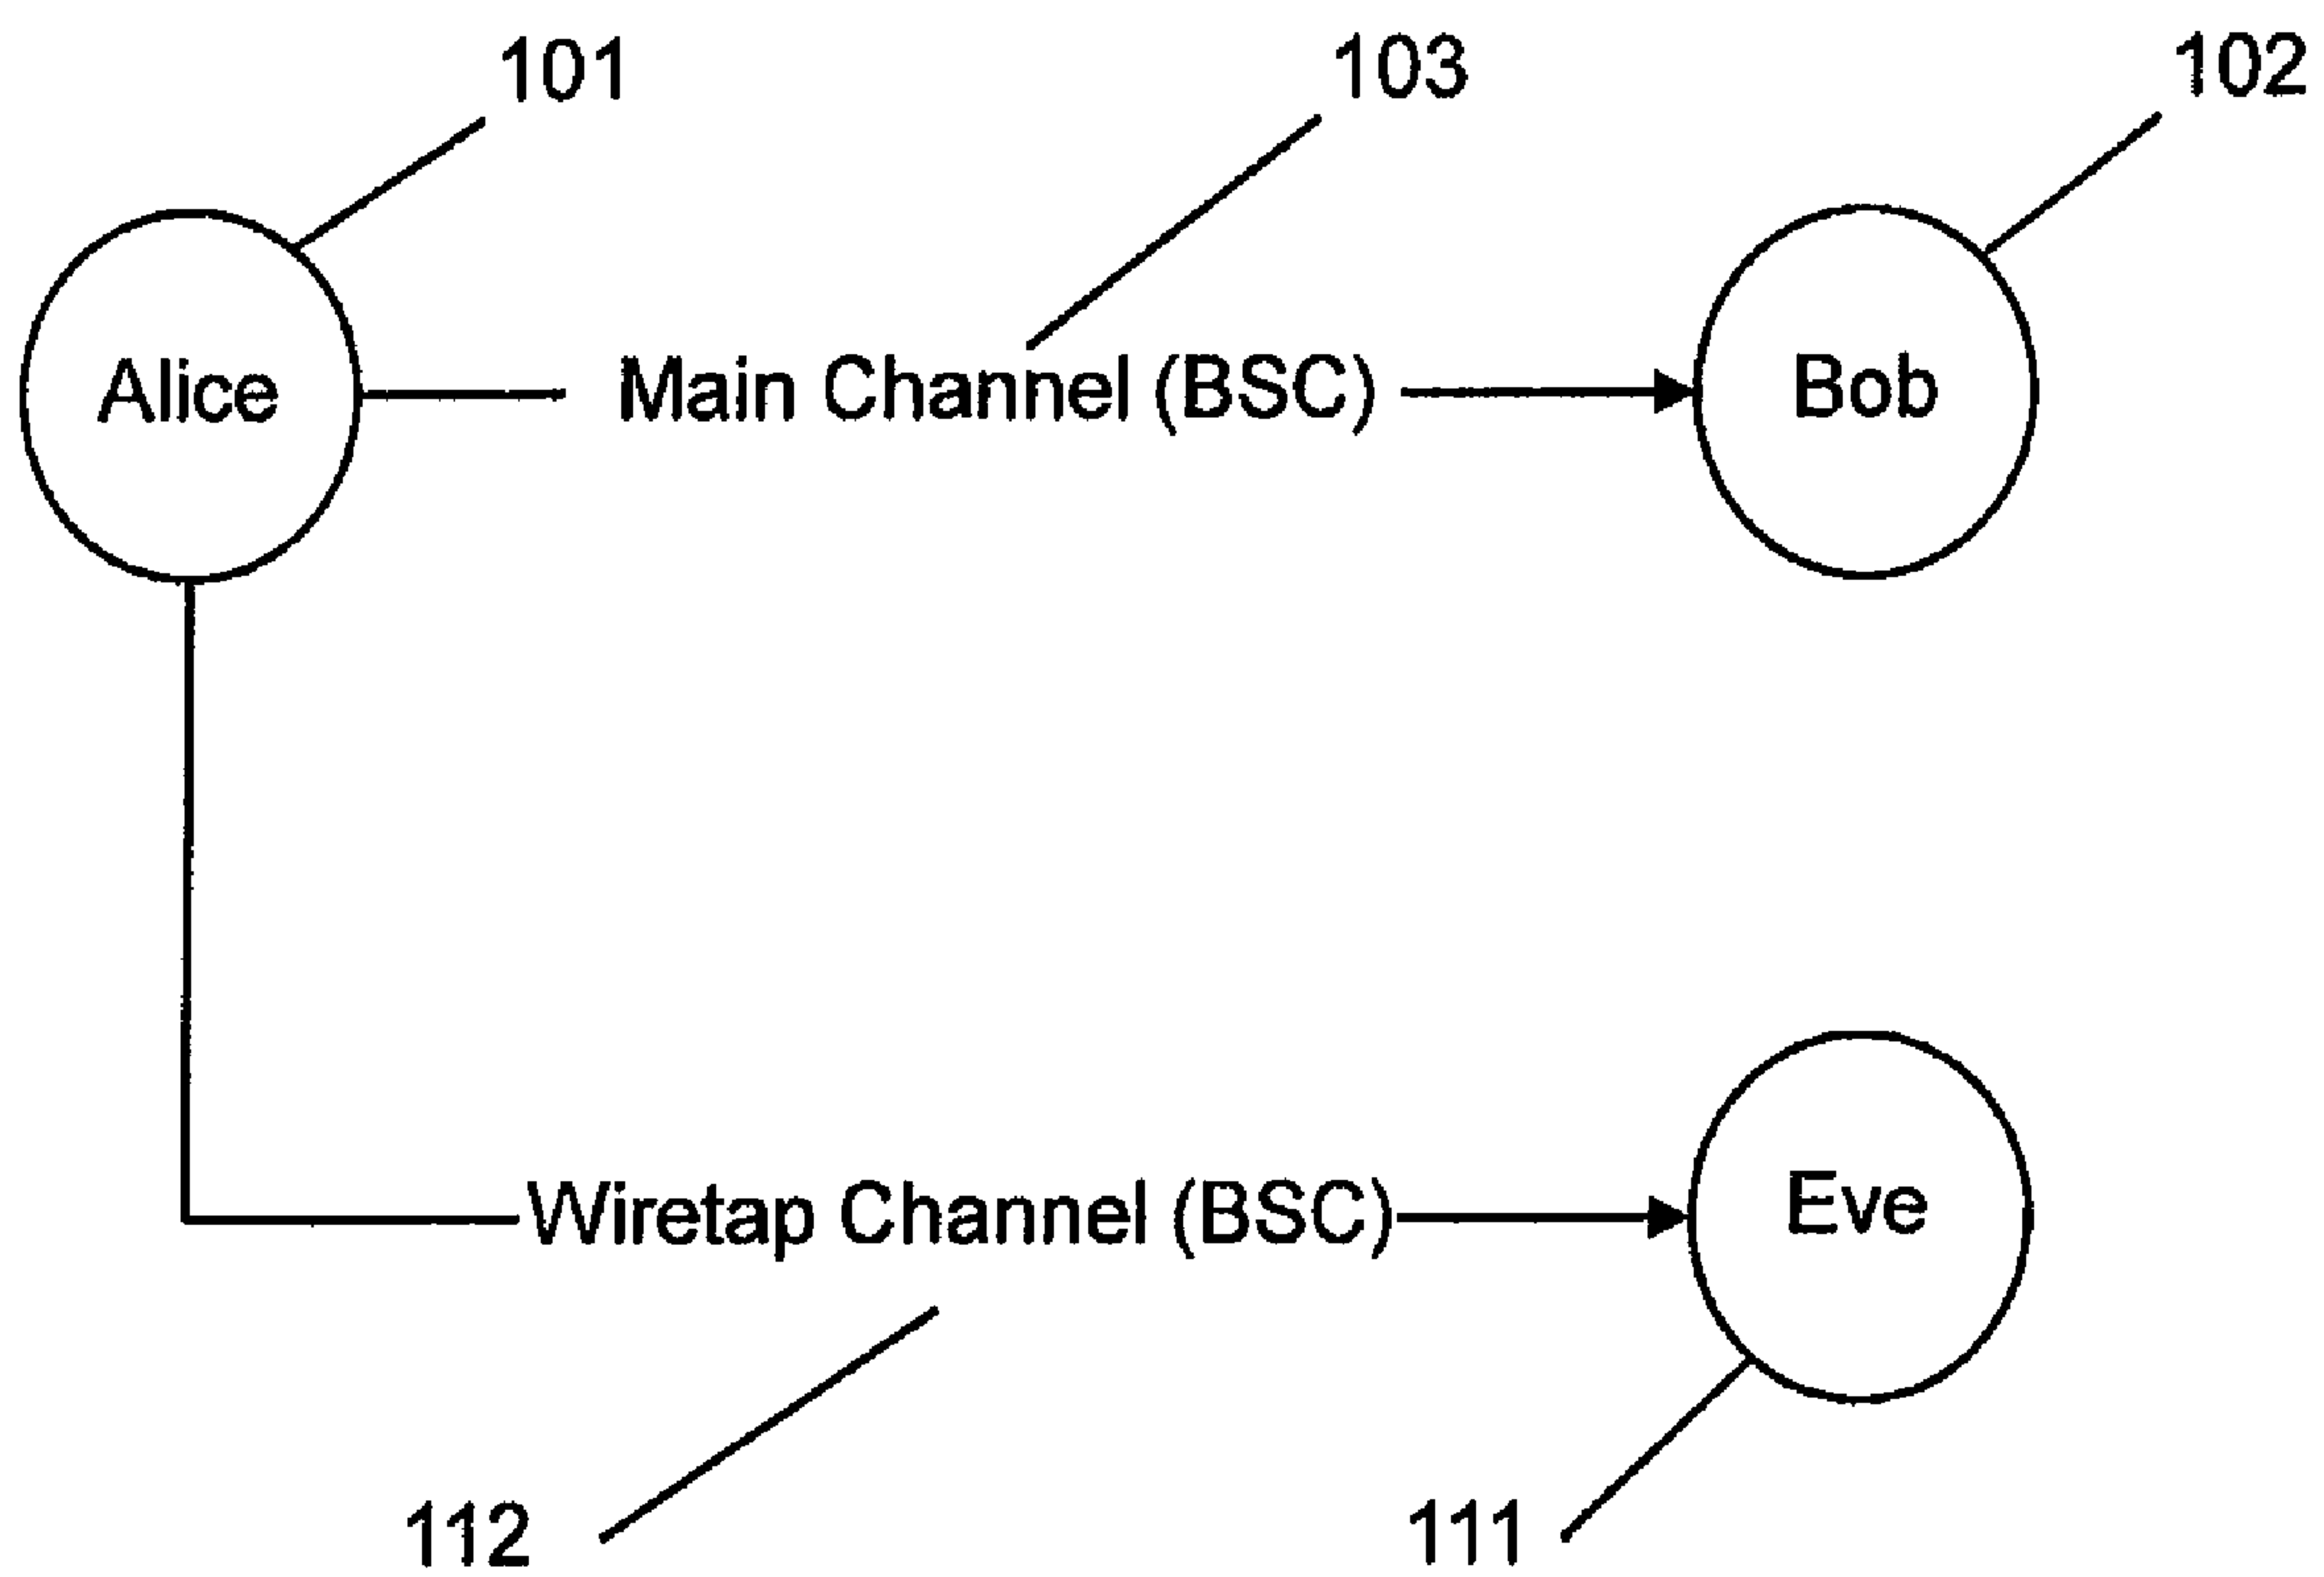 101
103
102
Alice
Main Channel (BSC)
Bob
Wiretap Channel (BSC)
Eve
112
111